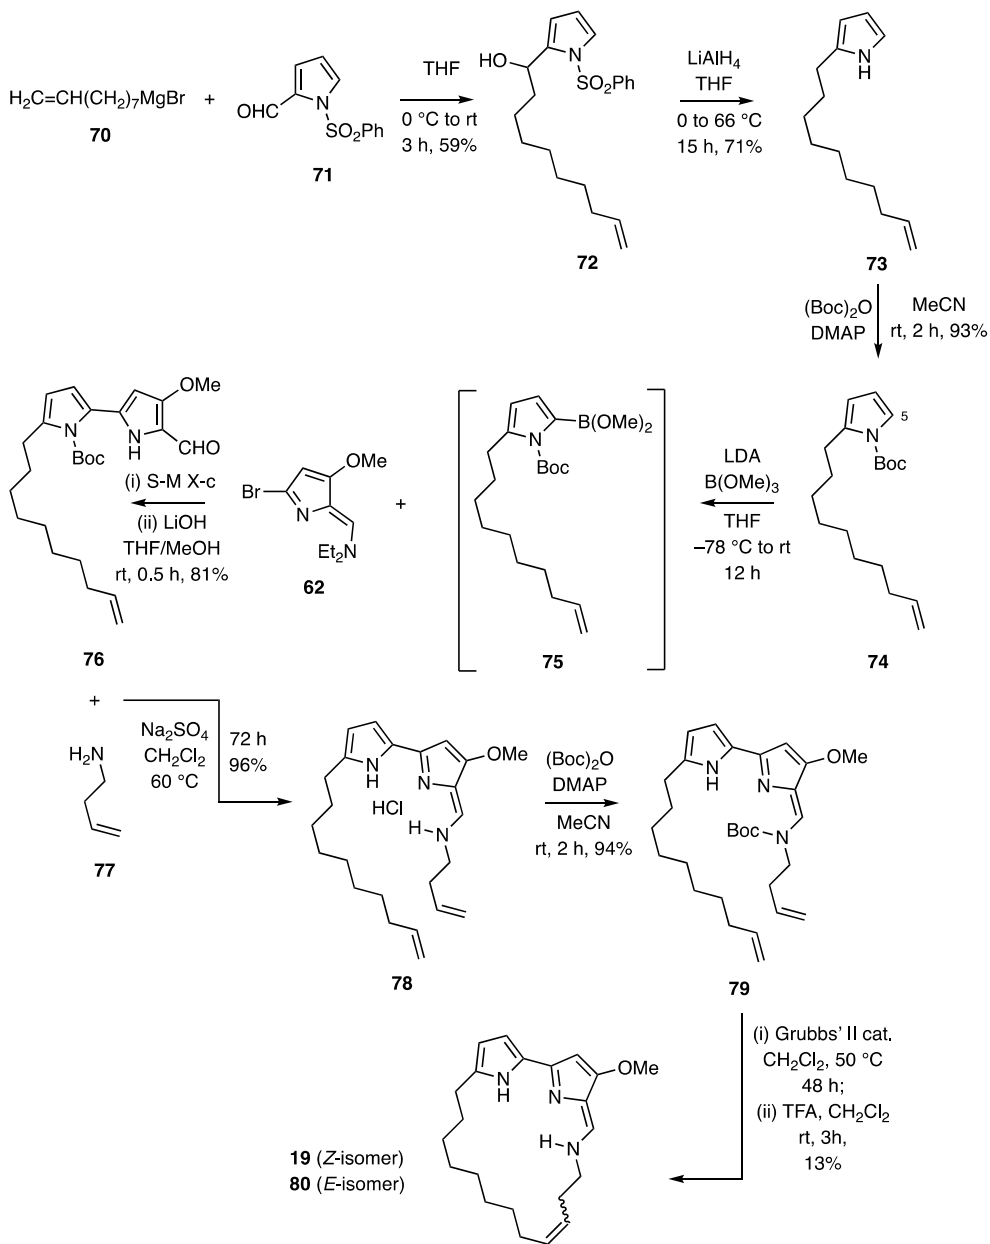 H₂C=CH(CH₂)₇MgBr
70
+
OHC
N
SO₂Ph
71
THF
0 °C to rt
3 h, 59%
HO
N
SO₂Ph
72
LiAlH₄
THF
0 to 66 °C
15 h, 71%
N
H
73
(Boc)₂O
DMAP
MeCN
rt, 2 h, 93%
5
N
Boc
74
LDA
B(OMe)₃
THF
–78 °C to rt
12 h
B(OMe)₂
N
Boc
75
+
OMe
Br
N
Et₂N
62
(i) S-M X-c
(ii) LiOH
THF/MeOH
rt, 0.5 h, 81%
OMe
N
Boc
N
H
CHO
76
+
H₂N
77
Na₂SO₄
CH₂Cl₂
60 °C
72 h
96%
OMe
NH
N
HCl
H
N
78
(Boc)₂O
DMAP
MeCN
rt, 2 h, 94%
OMe
NH
N
Boc
N
79
(i) Grubbs' II cat.
CH₂Cl₂, 50 °C
48 h;
(ii) TFA, CH₂Cl₂
rt, 3h,
13%
OMe
NH
N
H
N
19 (Z-isomer)
80 (E-isomer)